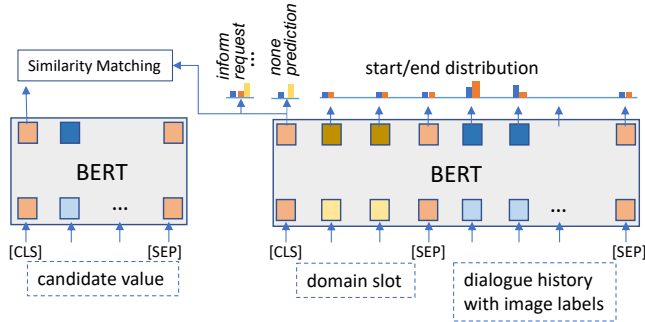 inform
request
...
none
prediction
start/end distribution
Similarity Matching
BERT
BERT
...
...
[CLS]
[SEP]
[CLS]
[SEP]
[SEP]
candidate value
domain slot
dialogue history
with image labels